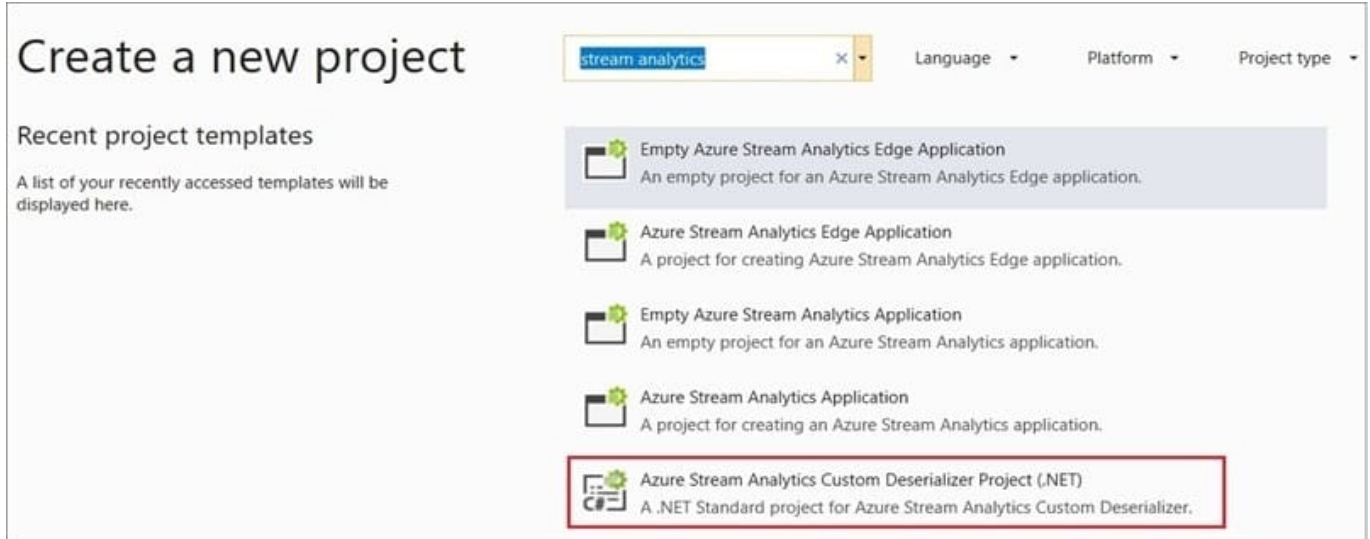 Create a new project
stream analytics
Language
Platform
Project type
Recent project templates
A list of your recently accessed templates will be
displayed here.
Empty Azure Stream Analytics Edge Application
An empty project for an Azure Stream Analytics Edge application.
Azure Stream Analytics Edge Application
A project for creating Azure Stream Analytics Edge application.
Empty Azure Stream Analytics Application
An empty project for an Azure Stream Analytics application.
Azure Stream Analytics Application
A project for creating an Azure Stream Analytics application.
C#
Azure Stream Analytics Custom Deserializer Project (.NET)
A .NET Standard project for Azure Stream Analytics Custom Deserializer.